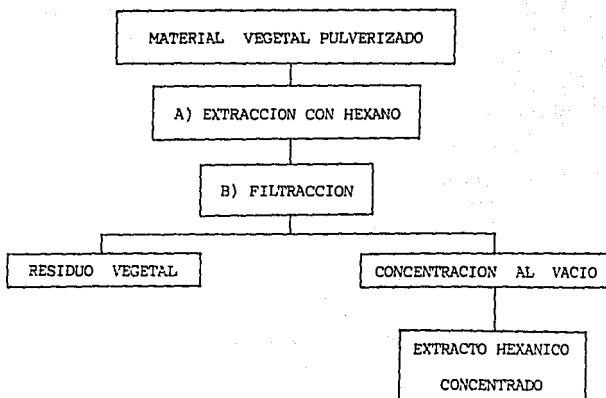 MATERIAL VEGETAL PULVERIZADO
A) EXTRACCION CON HEXANO
B) FILTRACCION
RESIDUO VEGETAL
CONCENTRACION AL VACIO
EXTRACTO HEXANICO
CONCENTRADO